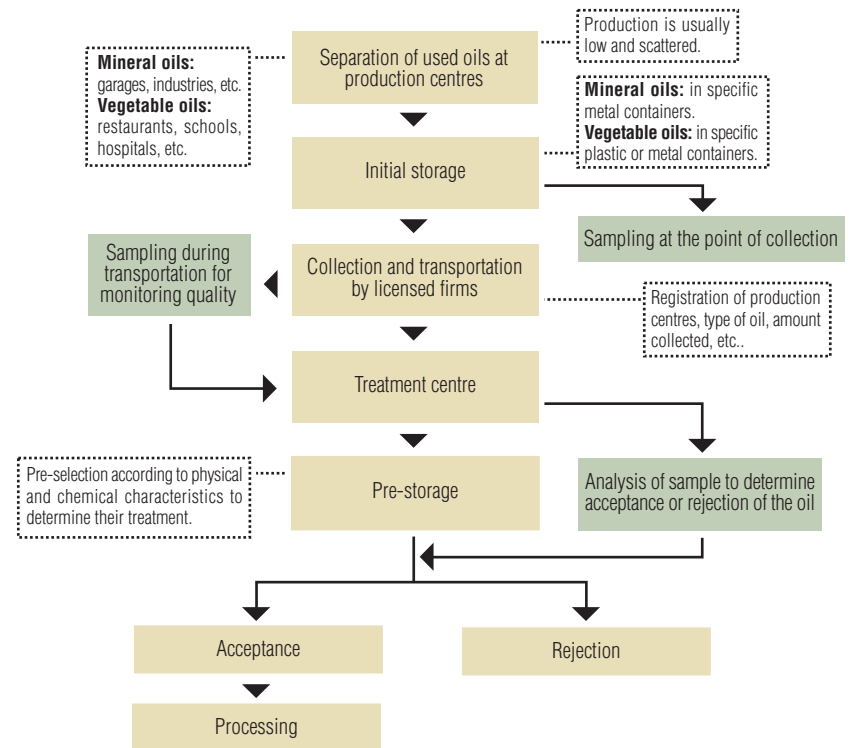 Production is usually
low and scattered.
Separation of used oils at
production centres
Mineral oils:
garages, industries, etc.
Vegetable oils:
restaurants, schools,
hospitals, etc.
Mineral oils: in specific
metal containers.
Vegetable oils: in specific
plastic or metal containers.
Initial storage
Sampling at the point of collection
Sampling during
transportation for
monitoring quality
Collection and transportation
by licensed firms
Registration of production
centres, type of oil, amount
collected, etc..
Treatment centre
Pre-selection according to physical
and chemical characteristics to
determine their treatment.
Pre-storage
Analysis of sample to determine
acceptance or rejection of the oil
Acceptance
Rejection
Processing